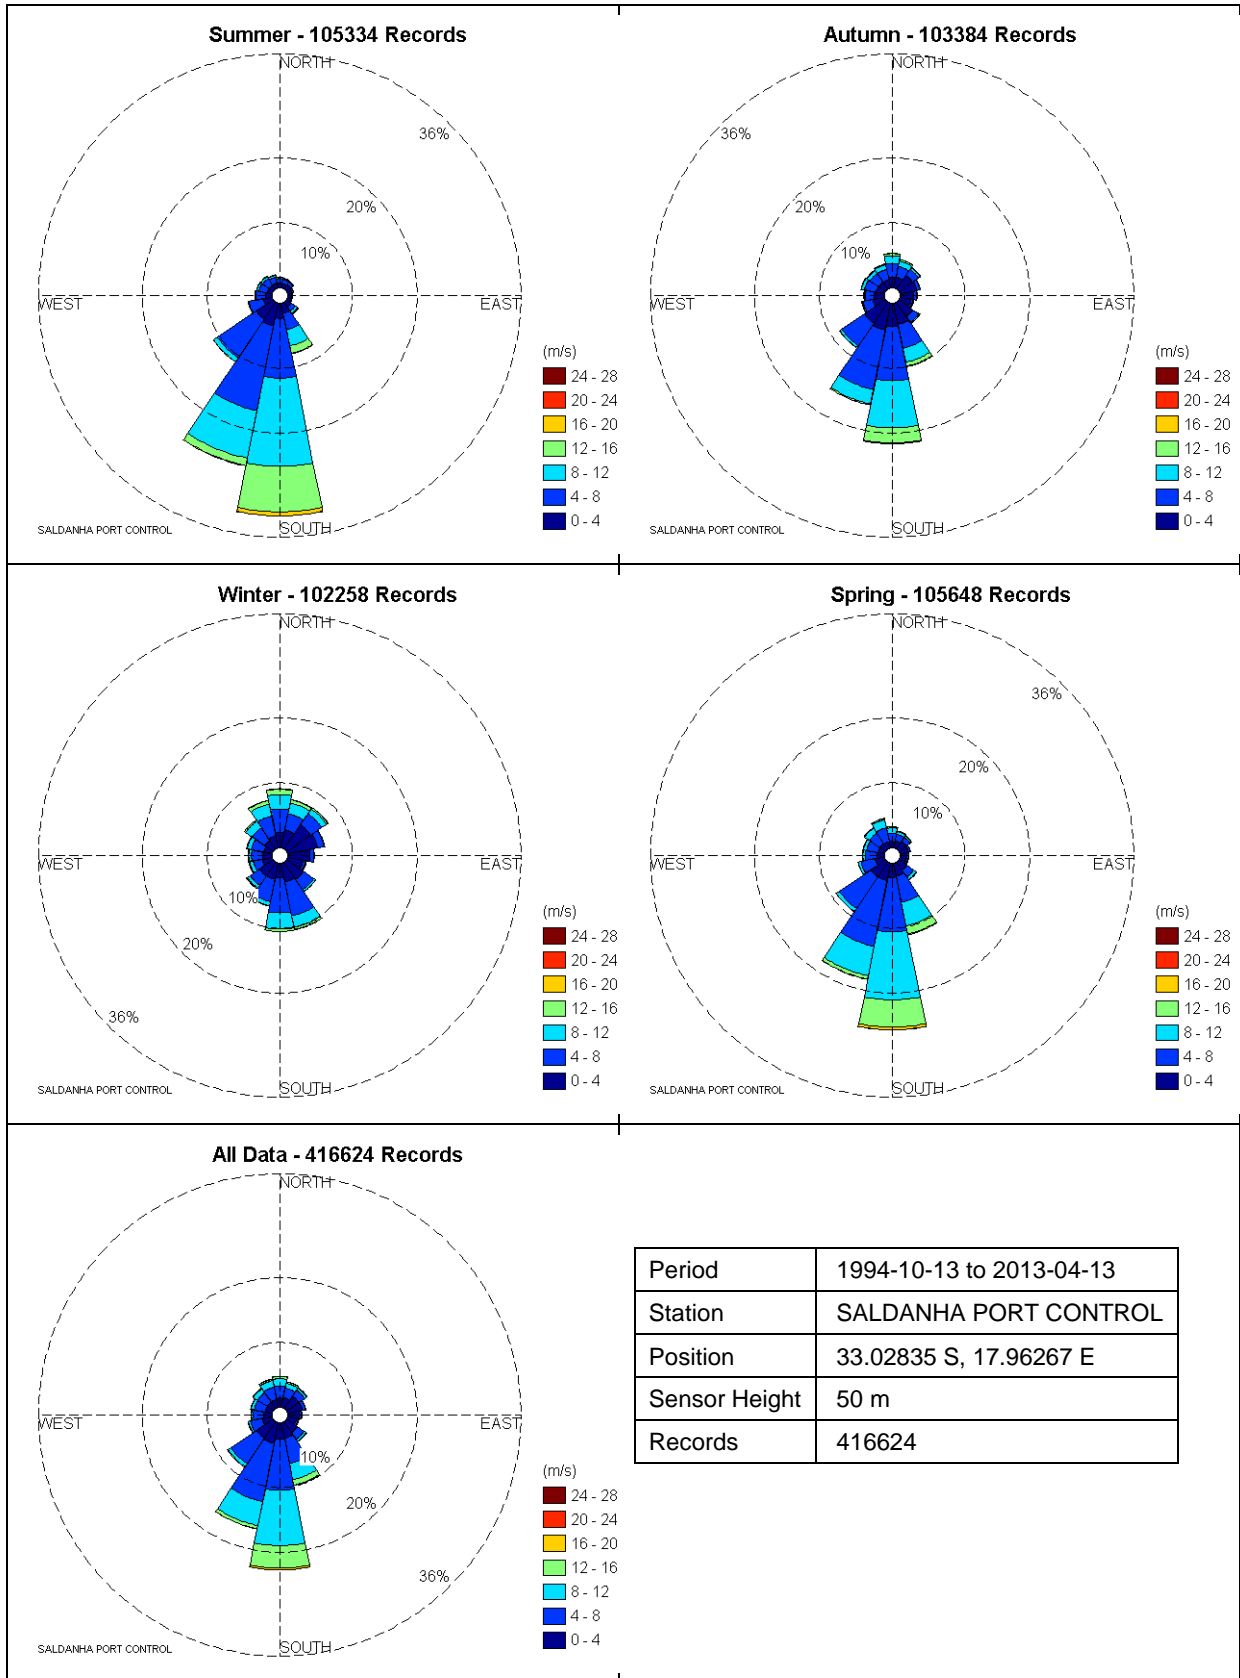 Summer - 105334 Records
NORTH
36%
20%
10%
WEST
EAST
(m/s)
24 - 28
20 - 24
16 - 20
12 - 16
8 - 12
4 - 8
0 - 4
SALDANHA PORT CONTROL
SOUTH
Autumn - 103384 Records
NORTH
36%
20%
10%
WEST
EAST
(m/s)
24 - 28
20 - 24
16 - 20
12 - 16
8 - 12
4 - 8
0 - 4
SALDANHA PORT CONTROL
SOUTH
Winter - 102258 Records
NORTH
WEST
EAST
10%
20%
36%
(m/s)
24 - 28
20 - 24
16 - 20
12 - 16
8 - 12
4 - 8
0 - 4
SALDANHA PORT CONTROL
SOUTH
Spring - 105648 Records
NORTH
36%
20%
10%
WEST
EAST
(m/s)
24 - 28
20 - 24
16 - 20
12 - 16
8 - 12
4 - 8
0 - 4
SALDANHA PORT CONTROL
SOUTH
All Data - 416624 Records
NORTH
WEST
EAST
10%
20%
36%
(m/s)
24 - 28
20 - 24
16 - 20
12 - 16
8 - 12
4 - 8
0 - 4
SALDANHA PORT CONTROL
SOUTH
Period 1994-10-13 to 2013-04-13
Station SALDANHA PORT CONTROL
Position 33.02835 S, 17.96267 E
Sensor Height 50 m
Records 416624